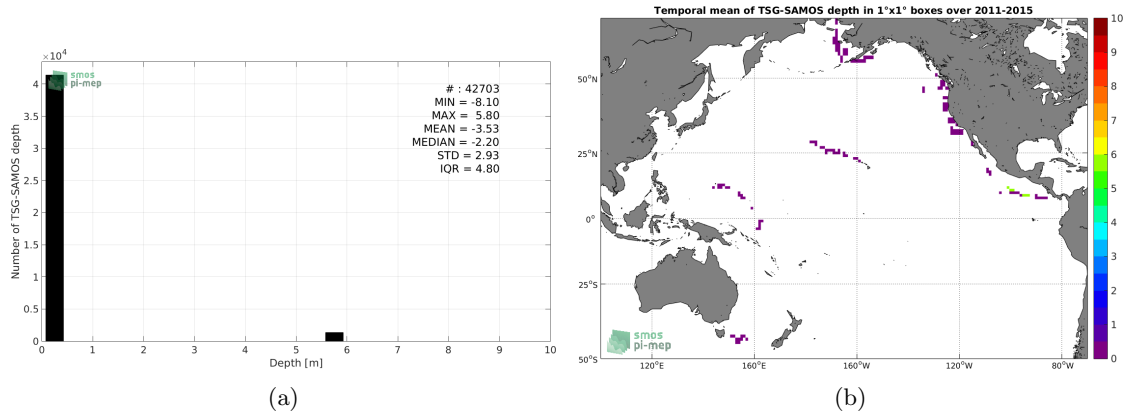 ×10⁴
4
3.5
3
2.5
2
1.5
1
0.5
0
Number of TSG-SAMOS depth
smos
pi-mep
# : 42703
MIN = -8.10
MAX = 5.80
MEAN = -3.53
MEDIAN = -2.20
STD = 2.93
IQR = 4.80
0 1 2 3 4 5 6 7 8 9 10
Depth [m]
(a)
Temporal mean of TSG-SAMOS depth in 1°x1° boxes over 2011-2015
50°N
25°N
0°
25°S
50°S
smos
pi-mep
120°E 160°E 160°W 120°W 80°W
10
9
8
7
6
5
4
3
2
1
0
(b)